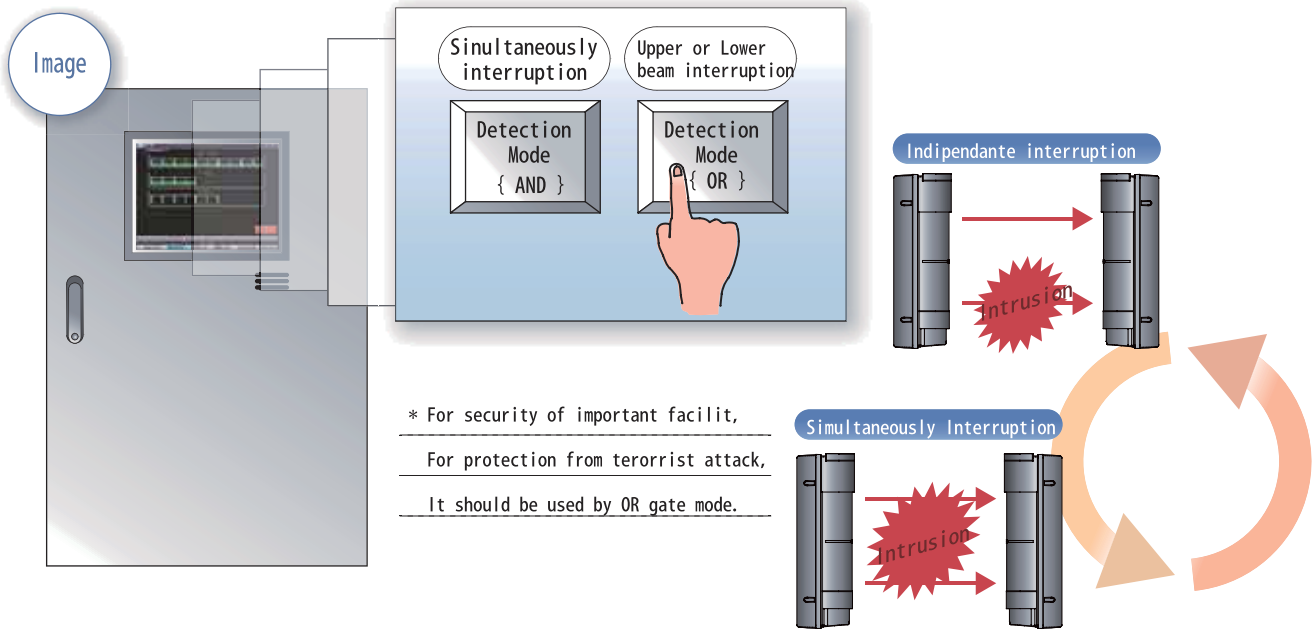 Image
Sinultaneously
interruption
Upper or Lower
beam interruption
Detection
Mode
{ AND }
Detection
Mode
{ OR }
Indipendante interruption
Intrusion
* For security of important facilit,
For protection from terorrist attack,
It should be used by OR gate mode.
Simultaneously Interruption
Intrusion